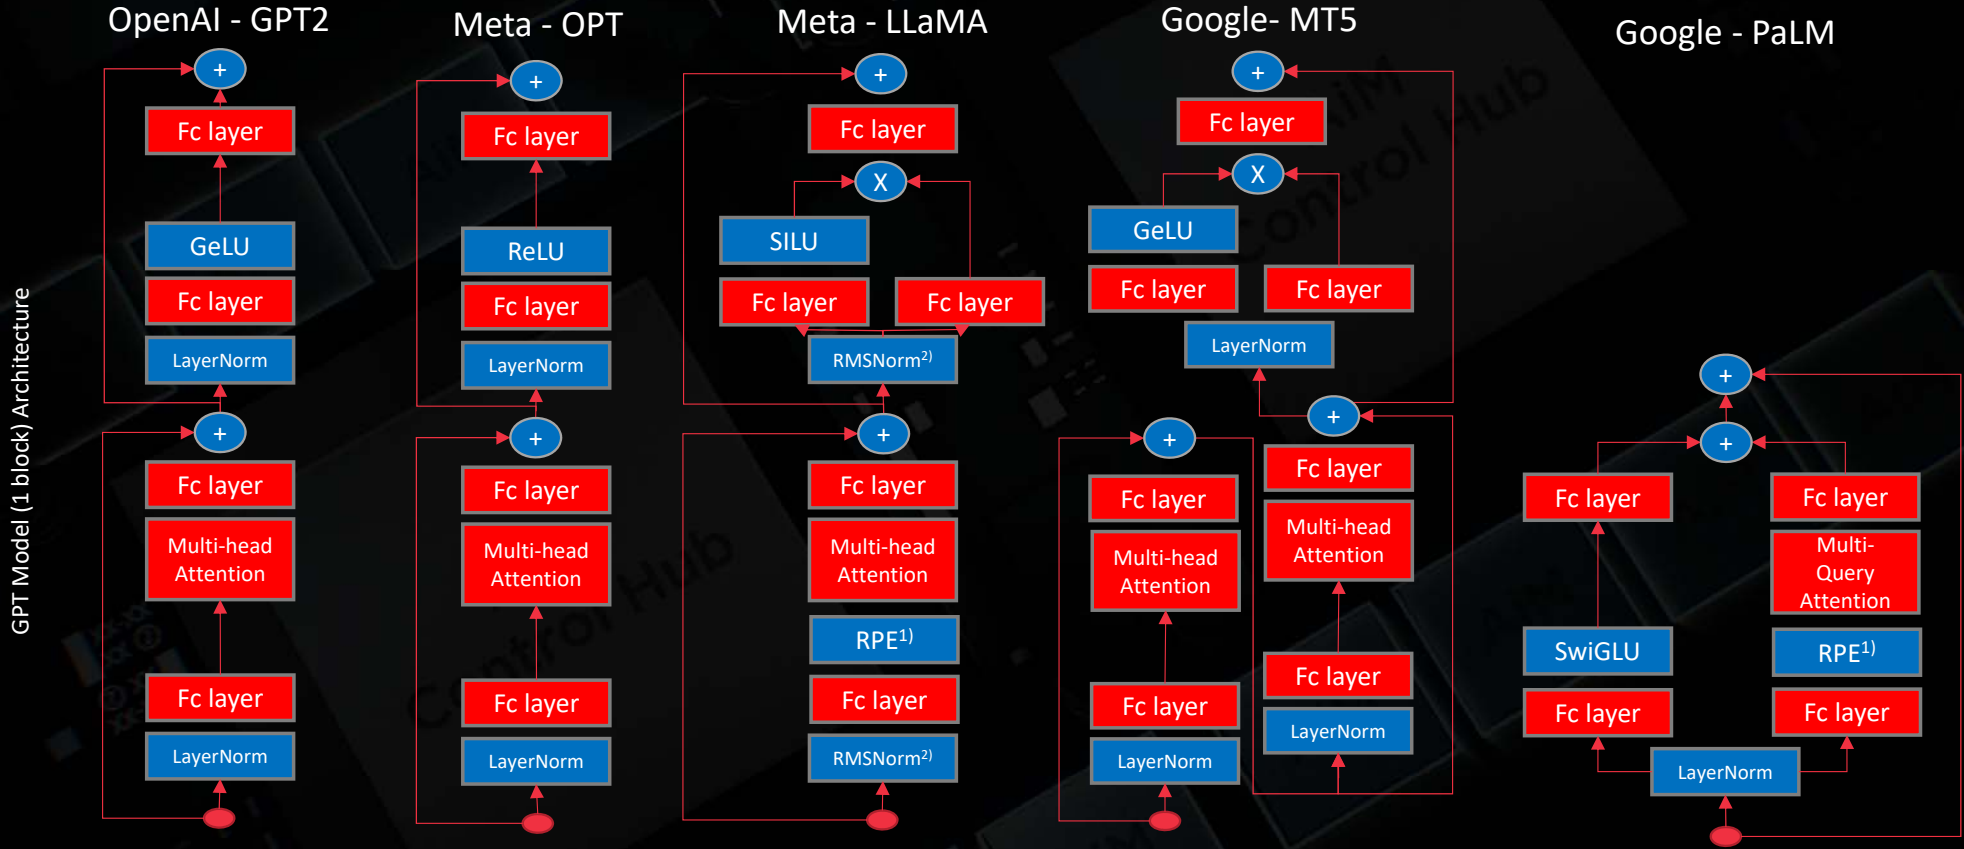 OpenAI - GPT2
Meta - OPT
Meta - LLaMA
Google- MT5
Google - PaLM
GPT Model (1 block) Architecture
+
Fc layer
GeLU
Fc layer
LayerNorm
+
Fc layer
Multi-head
Attention
Fc layer
LayerNorm
+
Fc layer
ReLU
Fc layer
LayerNorm
+
Fc layer
Multi-head
Attention
Fc layer
LayerNorm
+
Fc layer
X
SILU
Fc layer
Fc layer
RMSNorm2)
+
Fc layer
Multi-head
Attention
RPE1)
Fc layer
RMSNorm2)
+
Fc layer
X
GeLU
Fc layer
Fc layer
LayerNorm
+
Fc layer
Multi-head
Attention
Fc layer
LayerNorm
+
Fc layer
Multi-head
Attention
Fc layer
LayerNorm
+
+
Fc layer
SwiGLU
Fc layer
Fc layer
Multi-
Query
Attention
RPE1)
Fc layer
LayerNorm
AiM
Control Hub
Control Hub